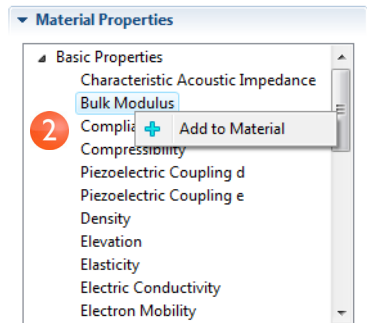 Material Properties
Basic Properties
Characteristic Acoustic Impedance
Bulk Modulus
2 Complia Add to Material
Compressibility
Piezoelectric Coupling d
Piezoelectric Coupling e
Density
Elevation
Elasticity
Electric Conductivity
Electron Mobility